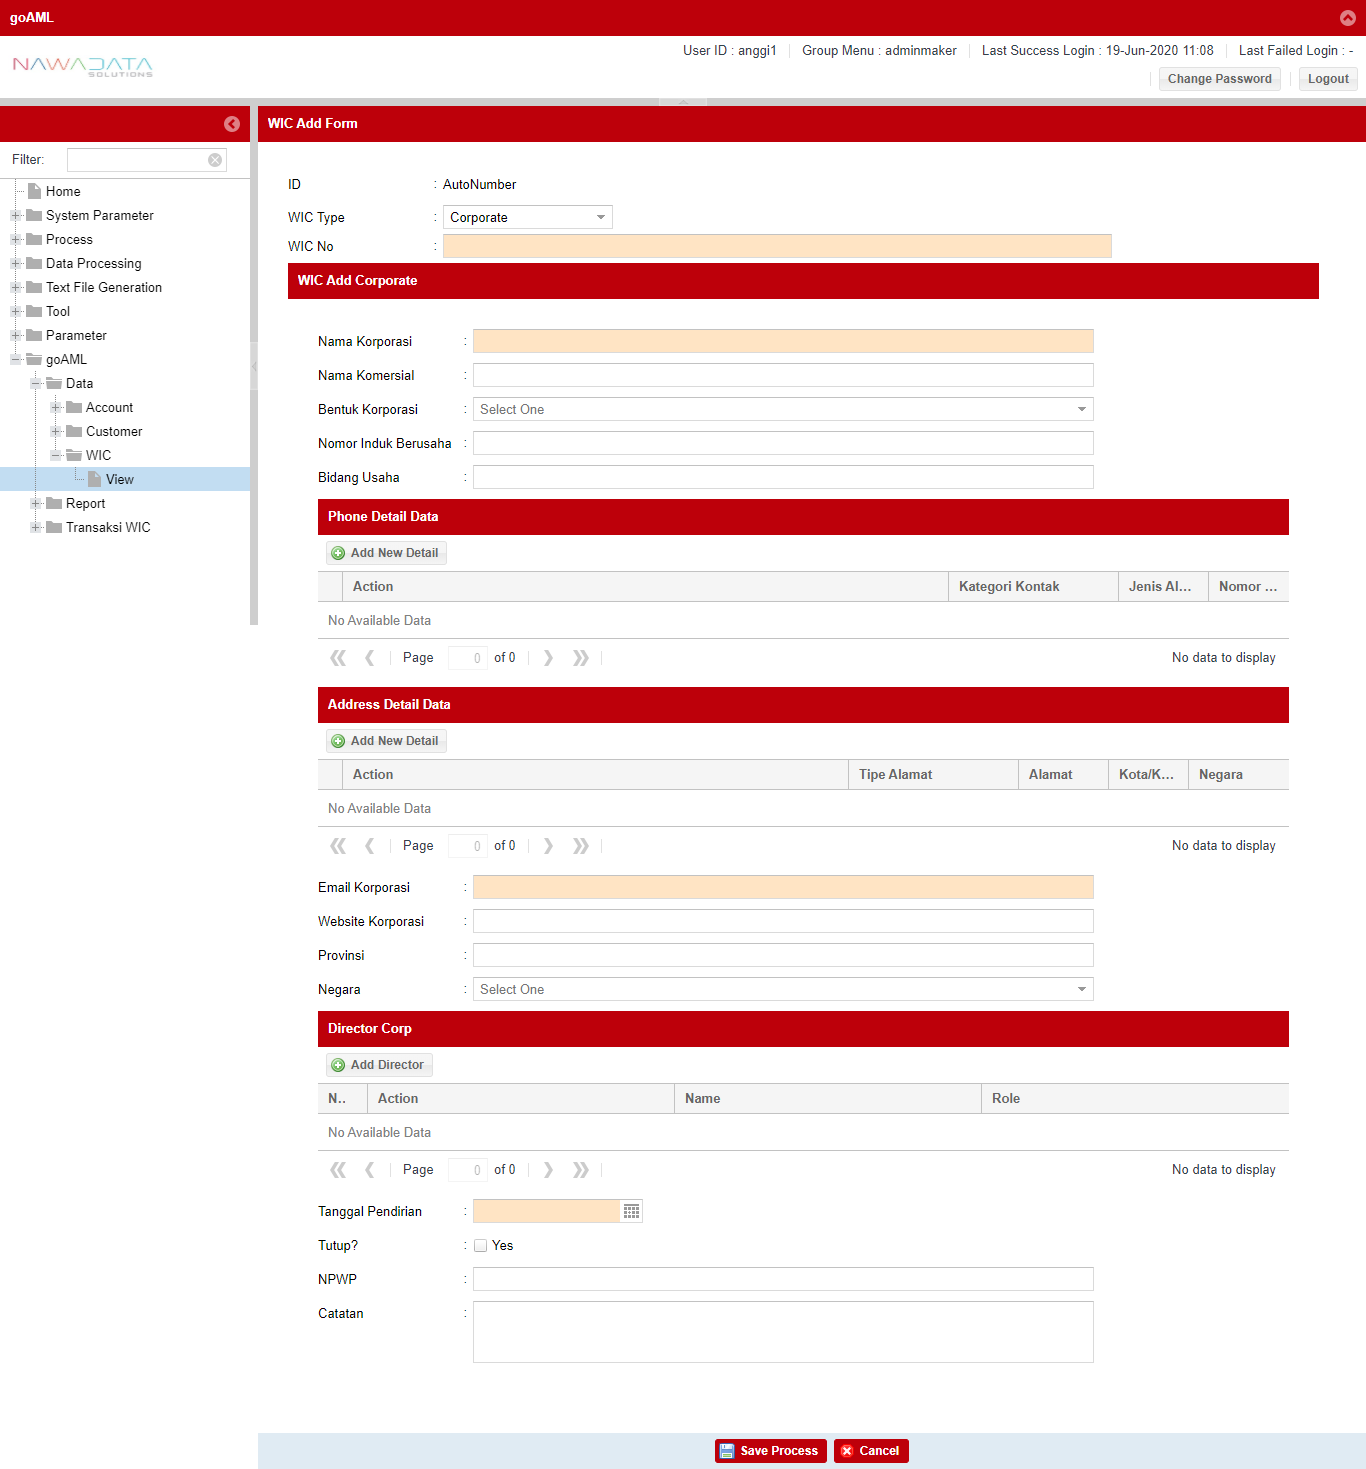 goAML
NAWADATA
SOLUTIONS
User ID : anggi1
Group Menu : adminmaker
Last Success Login : 19-Jun-2020 11:08
Last Failed Login : -
Change Password
Logout
Filter:
Home
System Parameter
Process
Data Processing
Text File Generation
Tool
Parameter
goAML
Data
Account
Customer
WIC
View
Report
Transaksi WIC
WIC Add Form
ID : AutoNumber
WIC Type : Corporate
WIC No :
WIC Add Corporate
Nama Korporasi :
Nama Komersial :
Bentuk Korporasi : Select One
Nomor Induk Berusaha :
Bidang Usaha :
Phone Detail Data
Add New Detail
Action Kategori Kontak Jenis Al... Nomor ...
No Available Data
Page 0 of 0 No data to display
Address Detail Data
Add New Detail
Action Tipe Alamat Alamat Kota/K... Negara
No Available Data
Page 0 of 0 No data to display
Email Korporasi :
Website Korporasi :
Provinsi :
Negara : Select One
Director Corp
Add Director
N.. Action Name Role
No Available Data
Page 0 of 0 No data to display
Tanggal Pendirian :
Tutup? : Yes
NPWP :
Catatan :
Save Process
Cancel